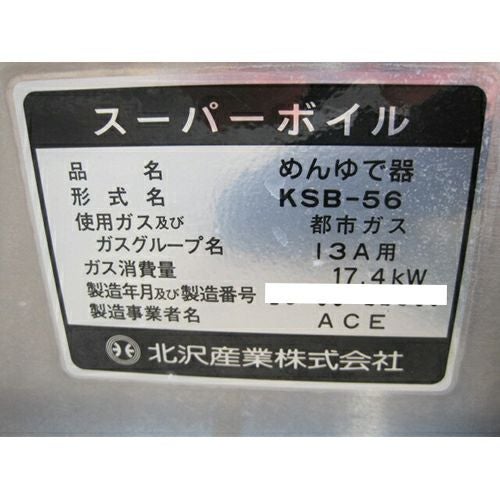 スーパーボイル
品名 めんゆで器
形式名 KSB-56
使用ガス及び 都市ガス
ガスグループ名 13A用
ガス消費量 17.4kW
製造年月及び製造番号
製造事業者名 ACE
北沢産業株式会社